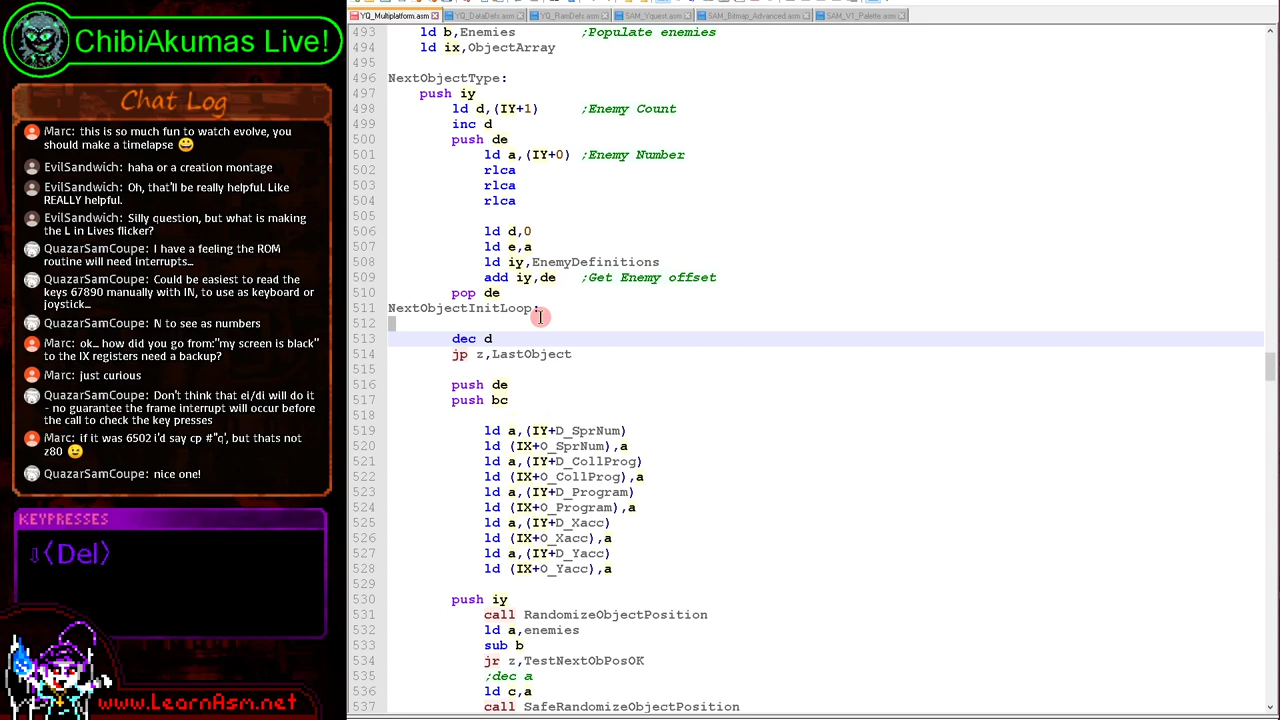 ChibiAkumas Live!
Chat Log
Marc: this is so much fun to watch evolve, you
should make a timelapse 😀
EvilSandwich: haha or a creation montage
EvilSandwich: Oh, that'll be really helpful. Like
REALLY helpful.
EvilSandwich: Silly question, but what is making
the L in Lives flicker?
QuazarSamCoupe: I have a feeling the ROM
routine will need interrupts...
QuazarSamCoupe: Could be easiest to read the
keys 67890 manually with IN, to use as keyboard or
joystick...
QuazarSamCoupe: N to see as numbers
Marc: ok... how did you go from:"my screen is black"
to the IX registers need a backup?
Marc: just curious
QuazarSamCoupe: Don't think that ei/di will do it
- no guarantee the frame interrupt will occur before
the call to check the key presses
Marc: if it was 6502 i'd say cp #"q', but thats not
z80 😉
QuazarSamCoupe: nice one!
KEYPRESSES
⇩⟨Del⟩
www.LearnAsm.net
YQ_Multiplatform.asm YQ_DataDefs.asm YQ_RamDefs.asm SAM_Yquest.asm SAM_Bitmap_Advanced.asm SAM_V1_Palette.asm
493 ld b,Enemies ;Populate enemies
494 ld ix,ObjectArray
495
496 NextObjectType:
497 push iy
498 ld d,(IY+1) ;Enemy Count
499 inc d
500 push de
501 ld a,(IY+0) ;Enemy Number
502 rlca
503 rlca
504 rlca
505
506 ld d,0
507 ld e,a
508 ld iy,EnemyDefinitions
509 add iy,de ;Get Enemy offset
510 pop de
511 NextObjectInitLoop:
512
513 dec d
514 jp z,LastObject
515
516 push de
517 push bc
518
519 ld a,(IY+D_SprNum)
520 ld (IX+O_SprNum),a
521 ld a,(IY+D_CollProg)
522 ld (IX+O_CollProg),a
523 ld a,(IY+D_Program)
524 ld (IX+O_Program),a
525 ld a,(IY+D_Xacc)
526 ld (IX+O_Xacc),a
527 ld a,(IY+D_Yacc)
528 ld (IX+O_Yacc),a
529
530 push iy
531 call RandomizeObjectPosition
532 ld a,enemies
533 sub b
534 jr z,TestNextObPosOK
535 ;dec a
536 ld c,a
537 call SafeRandomizeObjectPosition